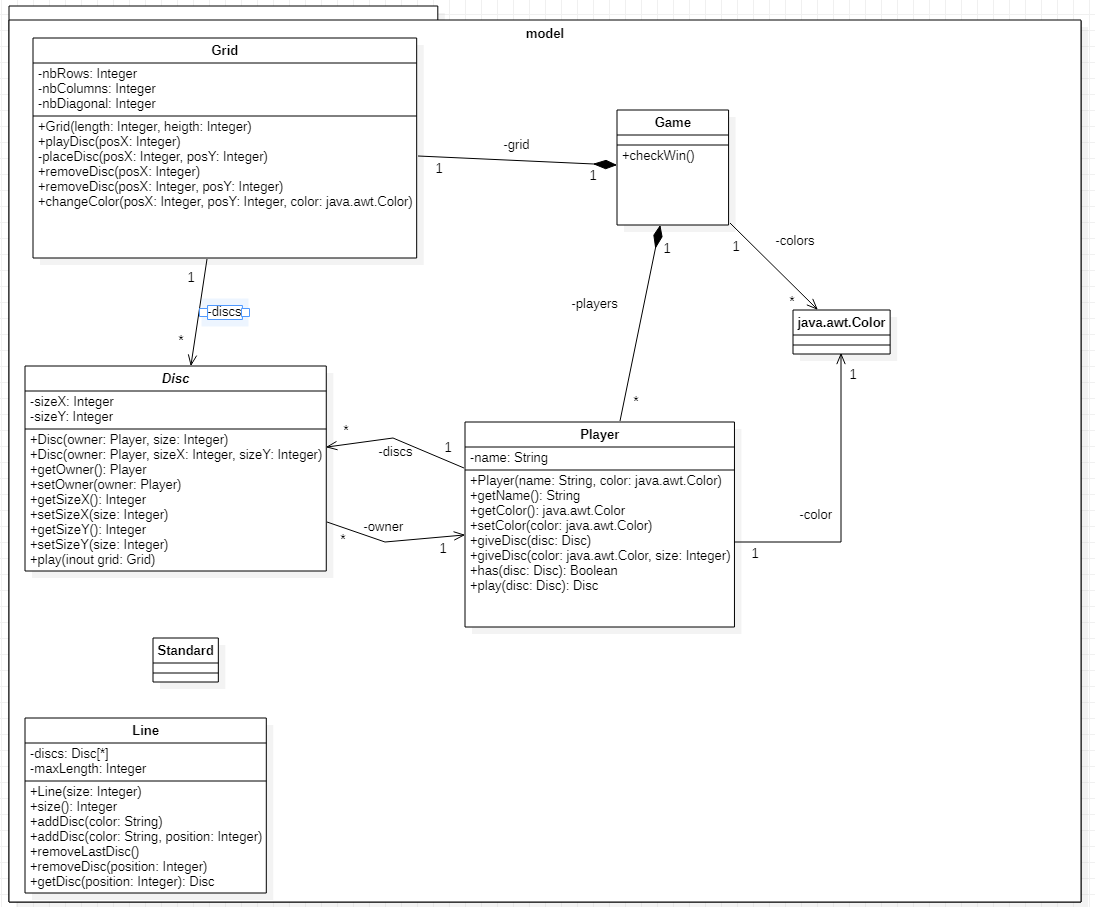 model
Grid
-nbRows: Integer
-nbColumns: Integer
-nbDiagonal: Integer
+Grid(length: Integer, heigth: Integer)
+playDisc(posX: Integer)
-placeDisc(posX: Integer, posY: Integer)
+removeDisc(posX: Integer)
+removeDisc(posX: Integer, posY: Integer)
+changeColor(posX: Integer, posY: Integer, color: java.awt.Color)
-grid
1
1
Game
+checkWin()
1
-players
*
1
-colors
*
java.awt.Color
1
1
-discs
*
Disc
-sizeX: Integer
-sizeY: Integer
+Disc(owner: Player, size: Integer)
+Disc(owner: Player, sizeX: Integer, sizeY: Integer)
+getOwner(): Player
+setOwner(owner: Player)
+getSizeX(): Integer
+setSizeX(size: Integer)
+getSizeY(): Integer
+setSizeY(size: Integer)
+play(inout grid: Grid)
*
-discs
1
-owner
*
1
Player
-name: String
+Player(name: String, color: java.awt.Color)
+getName(): String
+getColor(): java.awt.Color
+setColor(color: java.awt.Color)
+giveDisc(disc: Disc)
+giveDisc(color: java.awt.Color, size: Integer)
+has(disc: Disc): Boolean
+play(disc: Disc): Disc
-color
1
Standard
Line
-discs: Disc[*]
-maxLength: Integer
+Line(size: Integer)
+size(): Integer
+addDisc(color: String)
+addDisc(color: String, position: Integer)
+removeLastDisc()
+removeDisc(position: Integer)
+getDisc(position: Integer): Disc